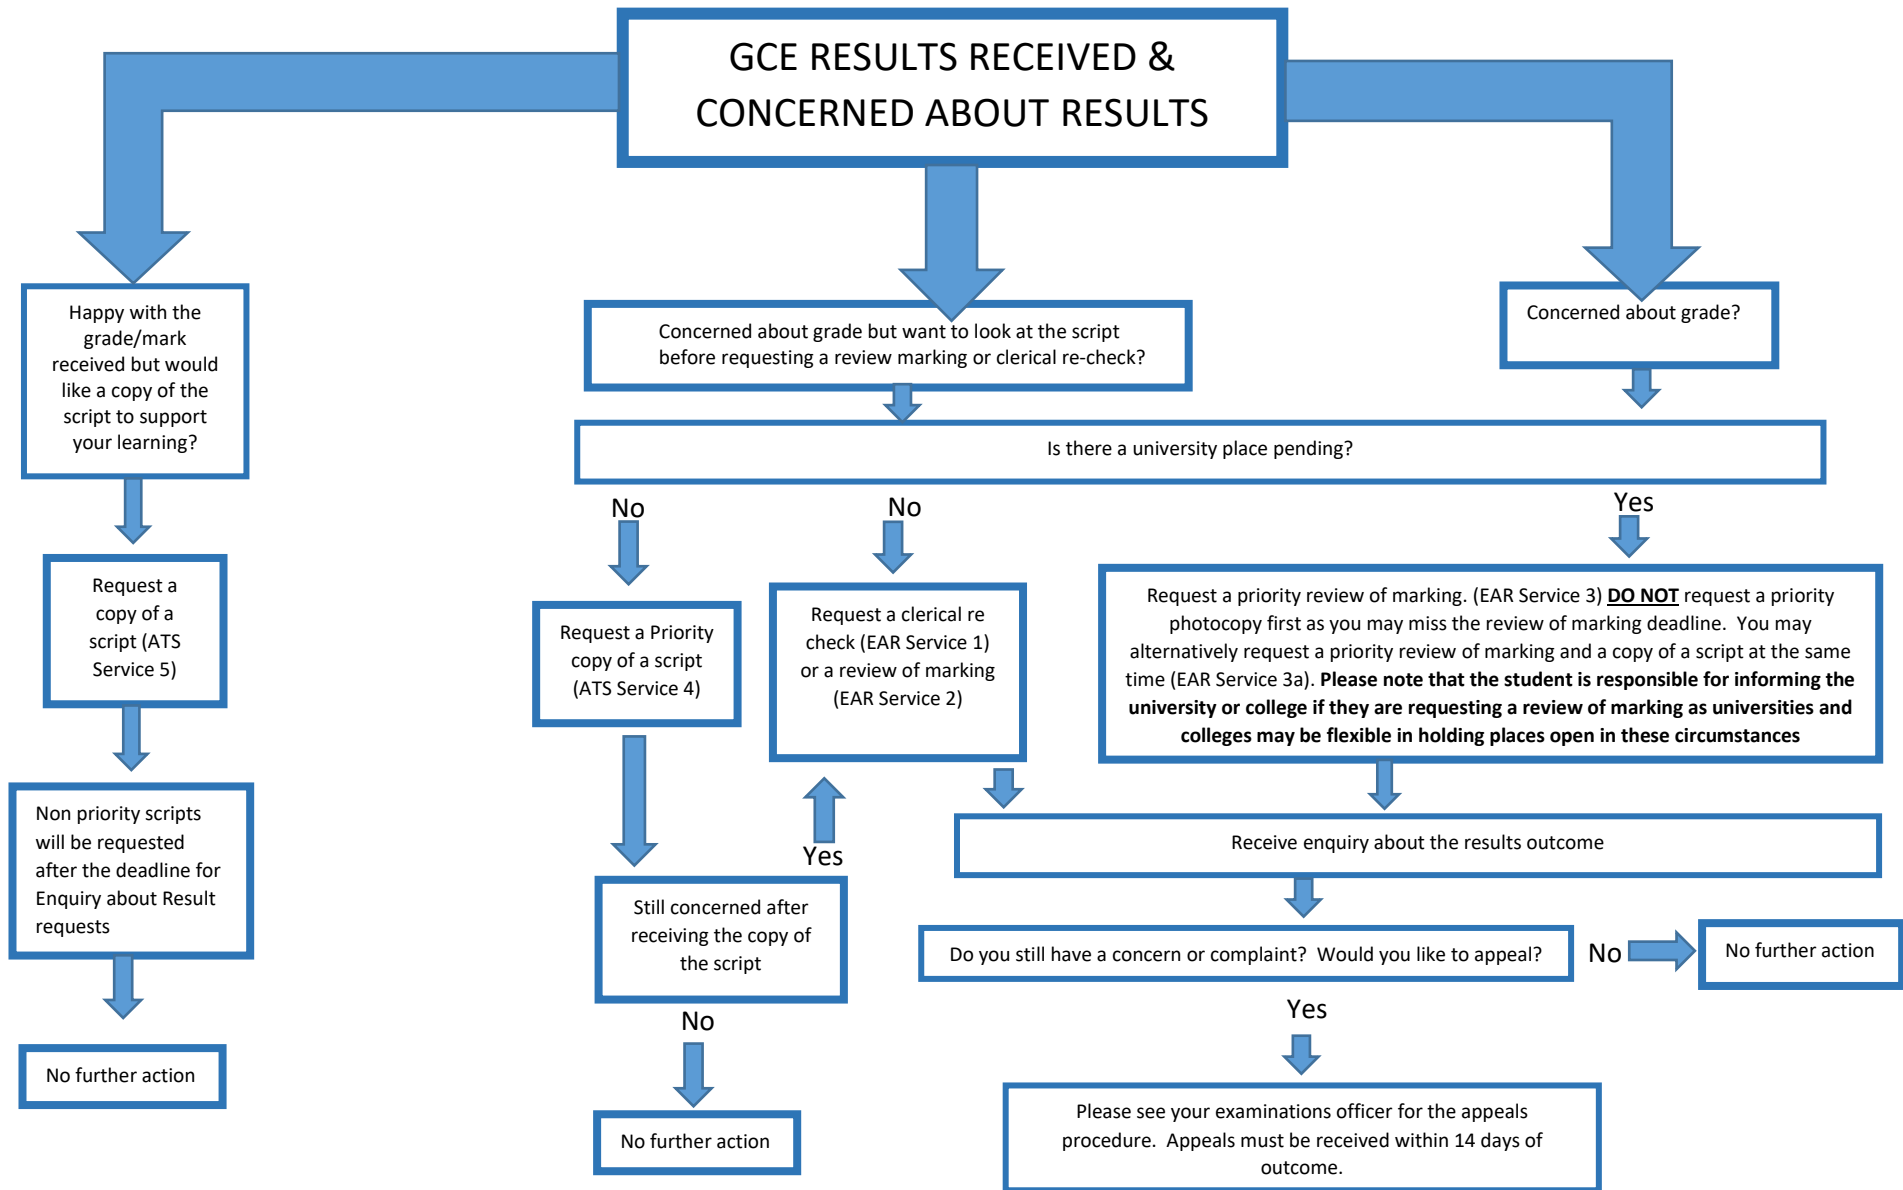 GCE RESULTS RECEIVED &
CONCERNED ABOUT RESULTS
Happy with the
grade/mark
received but would
like a copy of the
script to support
your learning?
Concerned about grade but want to look at the script
before requesting a review marking or clerical re-check?
Concerned about grade?
Is there a university place pending?
No
No
Yes
Request a
copy of a
script (ATS
Service 5)
Request a Priority
copy of a script
(ATS Service 4)
Request a clerical re
check (EAR Service 1)
or a review of marking
(EAR Service 2)
Request a priority review of marking. (EAR Service 3) DO NOT request a priority
photocopy first as you may miss the review of marking deadline.  You may
alternatively request a priority review of marking and a copy of a script at the same
time (EAR Service 3a). Please note that the student is responsible for informing the
university or college if they are requesting a review of marking as universities and
colleges may be flexible in holding places open in these circumstances
Non priority scripts
will be requested
after the deadline for
Enquiry about Result
requests
Yes
Receive enquiry about the results outcome
Still concerned after
receiving the copy of
the script
Do you still have a concern or complaint?  Would you like to appeal?
No
No further action
No
Yes
No further action
No further action
Please see your examinations officer for the appeals
procedure.  Appeals must be received within 14 days of
outcome.